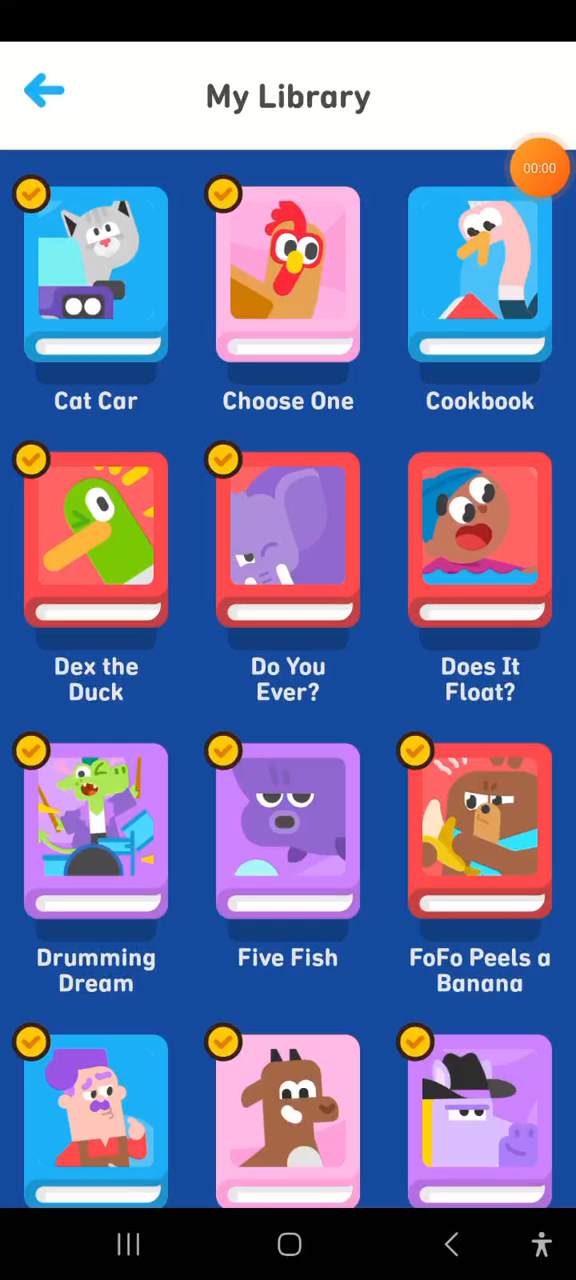 My Library
00:00
Cat Car
Choose One
Cookbook
Dex the
Duck
Do You
Ever?
Does It
Float?
Drumming
Dream
Five Fish
FoFo Peels a
Banana